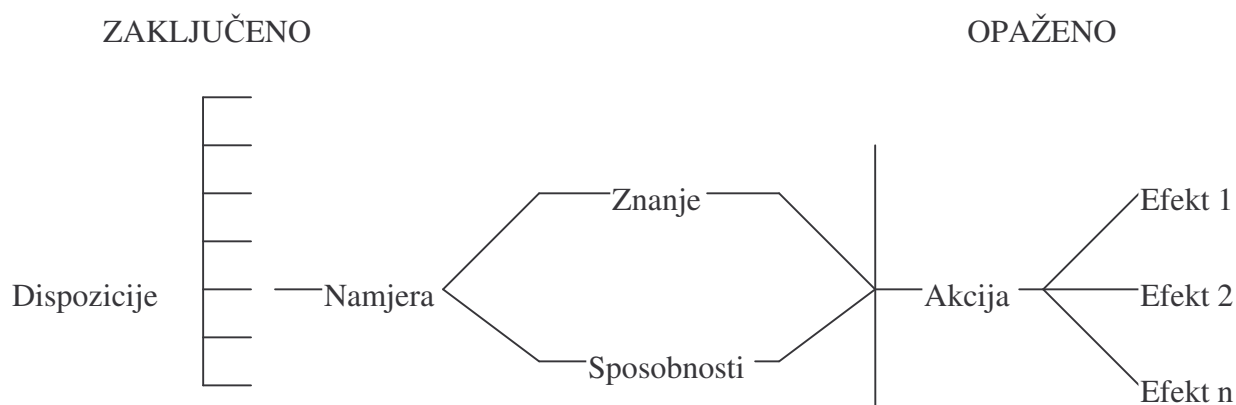 ZAKLJUČENO OPAŽENO
Znanje Efekt 1
Dispozicije Namjera Akcija Efekt 2
Sposobnosti
Efekt n